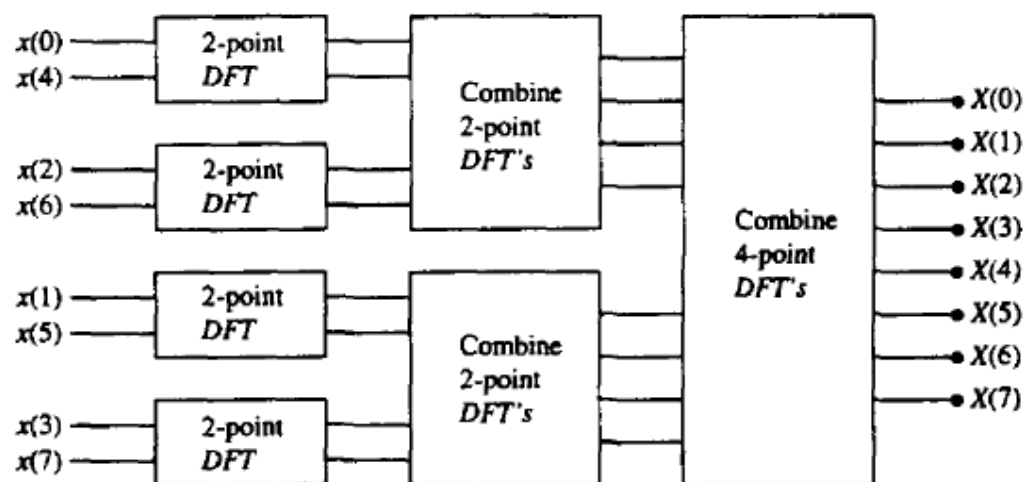 x(0)
x(4)
2-point
DFT
x(2)
x(6)
2-point
DFT
x(1)
x(5)
2-point
DFT
x(3)
x(7)
2-point
DFT
Combine
2-point
DFT's
Combine
2-point
DFT's
Combine
4-point
DFT's
X(0)
X(1)
X(2)
X(3)
X(4)
X(5)
X(6)
X(7)